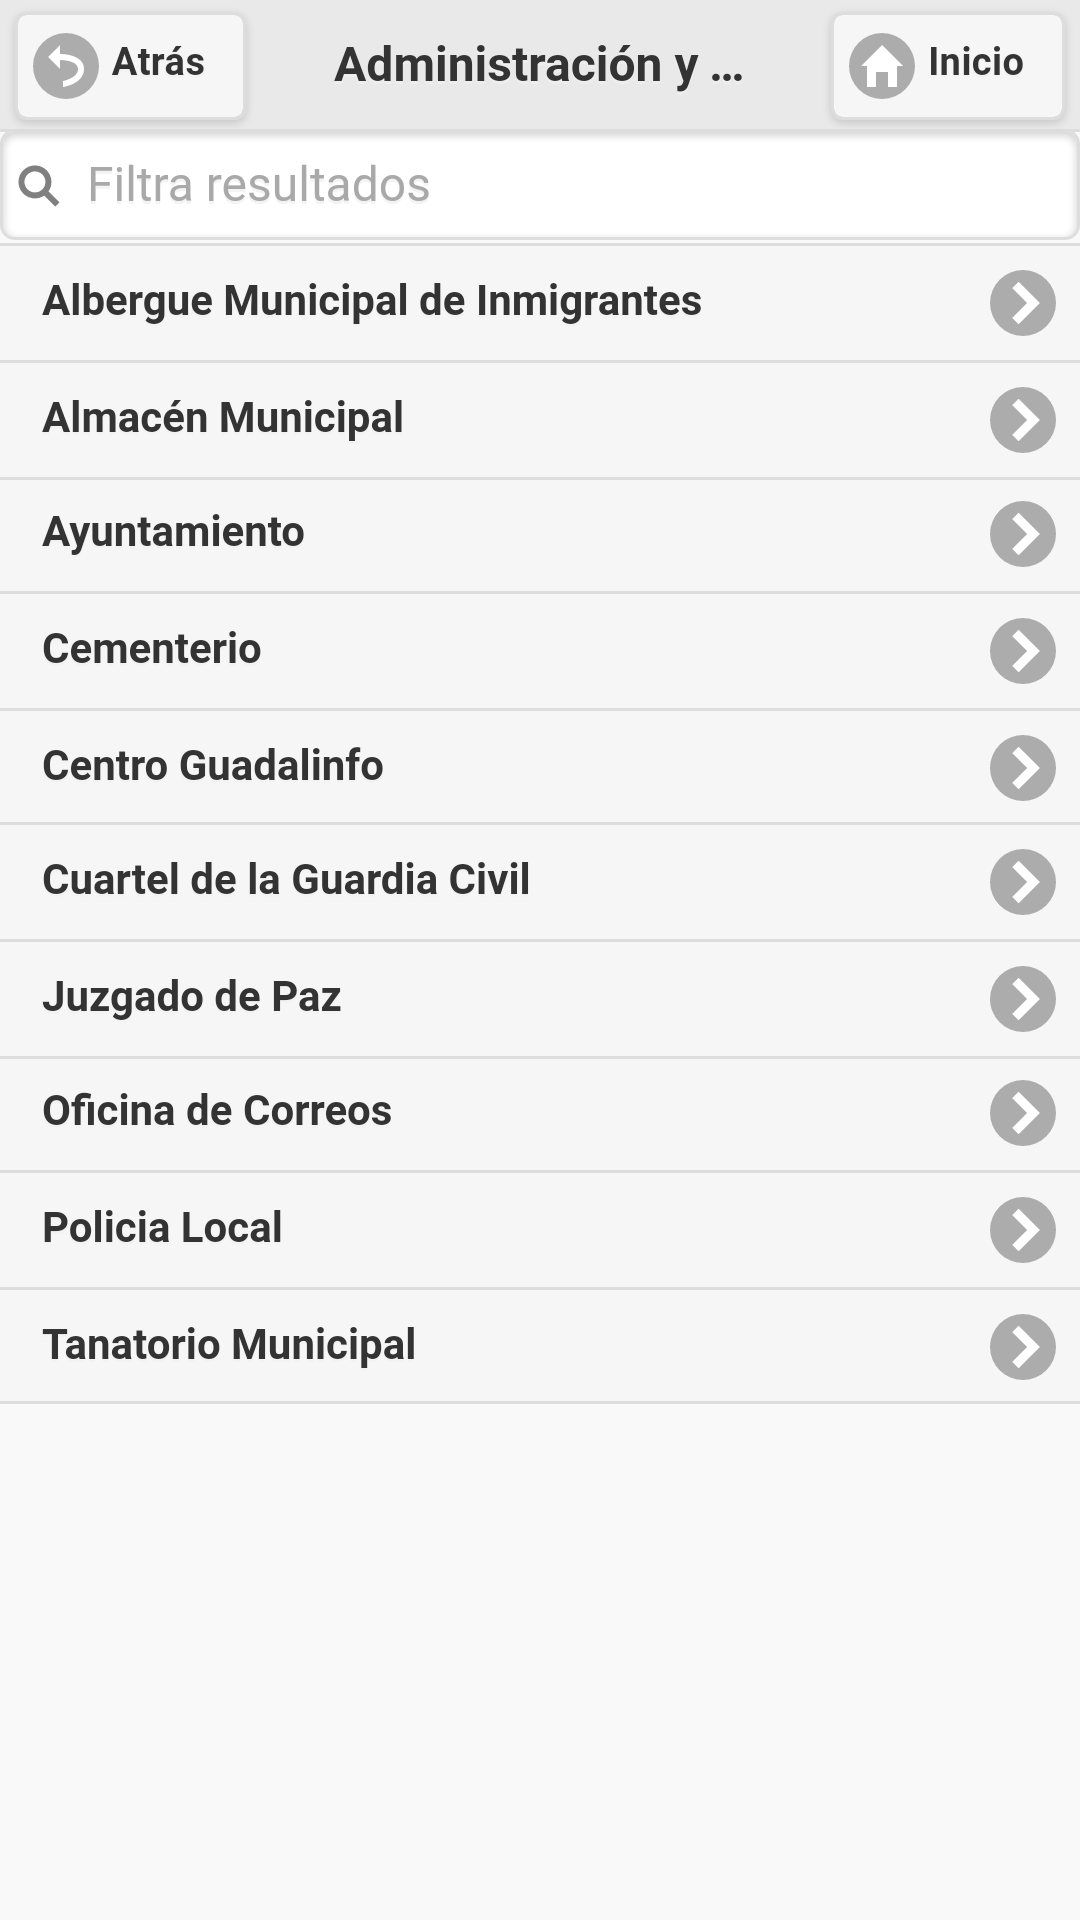 Atrás
Administración y ...
Inicio
Filtra resultados
Albergue Municipal de Inmigrantes
Almacén Municipal
Ayuntamiento
Cementerio
Centro Guadalinfo
Cuartel de la Guardia Civil
Juzgado de Paz
Oficina de Correos
Policia Local
Tanatorio Municipal